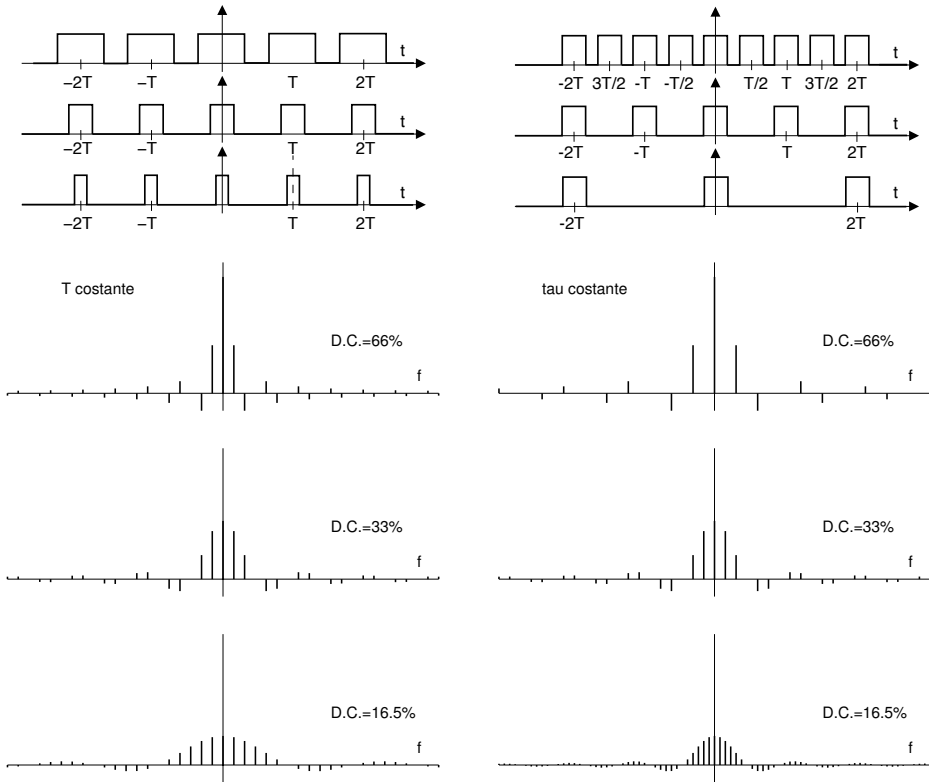 t
−2T −T T 2T
t
−2T −T T 2T
t
−2T −T T 2T
t
-2T 3T/2 -T -T/2 T/2 T 3T/2 2T
t
-2T -T T 2T
t
-2T 2T
T costante
D.C.=66%
f
tau costante
D.C.=66%
f
D.C.=33%
f
D.C.=33%
f
D.C.=16.5%
f
D.C.=16.5%
f